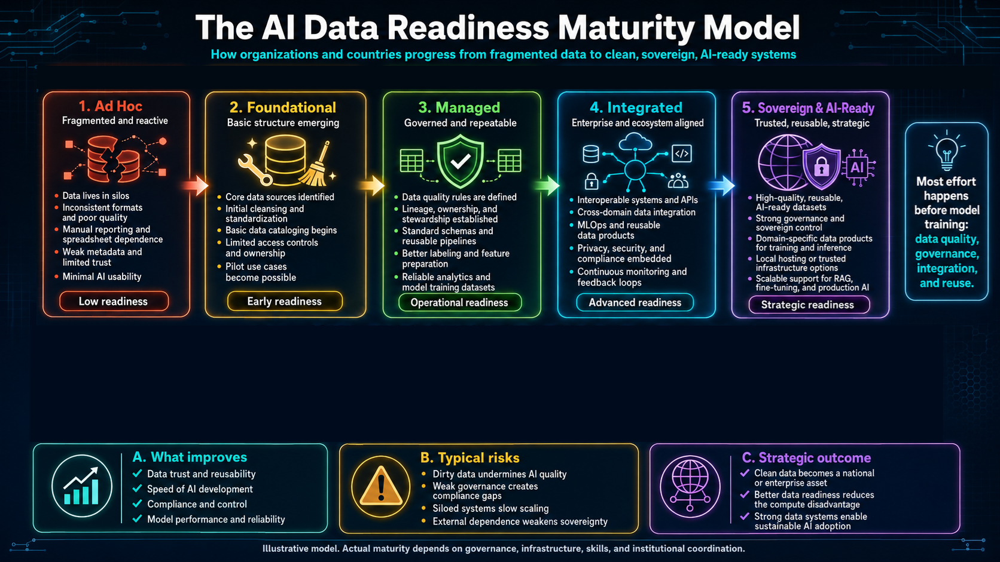 The AI Data Readiness Maturity Model
How organizations and countries progress from fragmented data to clean, sovereign, AI-ready systems
1. Ad Hoc
Fragmented and reactive
Data lives in silos
Inconsistent formats
and poor quality
Manual reporting and
spreadsheet dependence
Weak metadata and
limited trust
Minimal AI usability
Low readiness
2. Foundational
Basic structure emerging
Core data sources identified
Initial cleansing and
standardization
Basic data cataloging begins
Limited access controls
and ownership
Pilot use cases
become possible
Early readiness
3. Managed
Governed and repeatable
Data quality rules are defined
Lineage, ownership, and
stewardship established
Standard schemas and
reusable pipelines
Better labeling and feature
preparation
Reliable analytics and
model training datasets
Operational readiness
4. Integrated
Enterprise and ecosystem aligned
</>
Interoperable systems and APIs
Cross-domain data integration
MLOps and reusable
data products
Privacy, security, and
compliance embedded
Continuous monitoring and
feedback loops
Advanced readiness
5. Sovereign & AI-Ready
Trusted, reusable, strategic
AI
High-quality, reusable,
AI-ready datasets
Strong governance and
sovereign control
Domain-specific data products
for training and inference
Local hosting or trusted
infrastructure options
Scalable support for RAG,
fine-tuning, and production AI
Strategic readiness
Most effort
happens
before model
training:
data quality,
governance,
integration,
and reuse.
A. What improves
Data trust and reusability
Speed of AI development
Compliance and control
Model performance and reliability
B. Typical risks
Dirty data undermines AI quality
Weak governance creates
compliance gaps
Siloed systems slow scaling
External dependence weakens sovereignty
C. Strategic outcome
Clean data becomes a national
or enterprise asset
Better data readiness reduces
the compute disadvantage
Strong data systems enable
sustainable AI adoption
Illustrative model. Actual maturity depends on governance, infrastructure, skills, and institutional coordination.